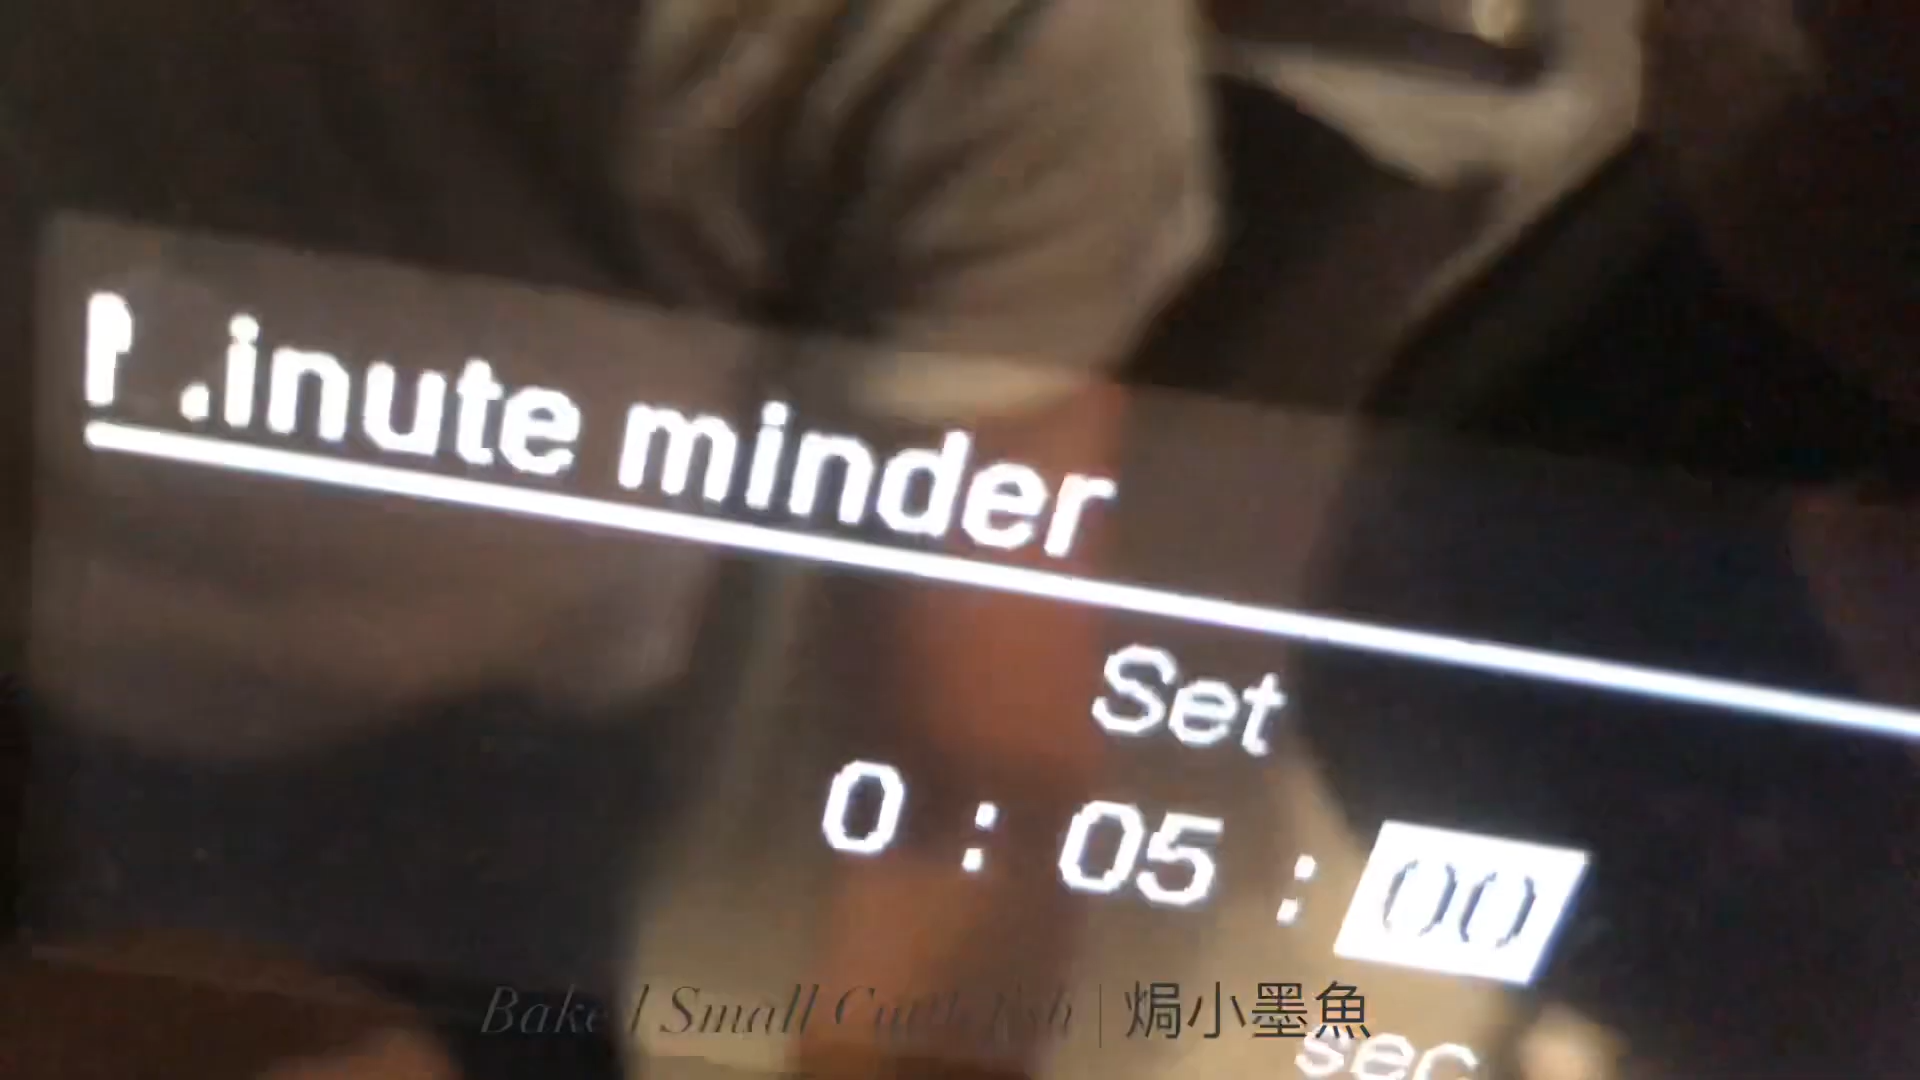 Minute minder
Set
0 : 05 : 00
sec
Baked Small Cuttlefish | 焗小墨魚